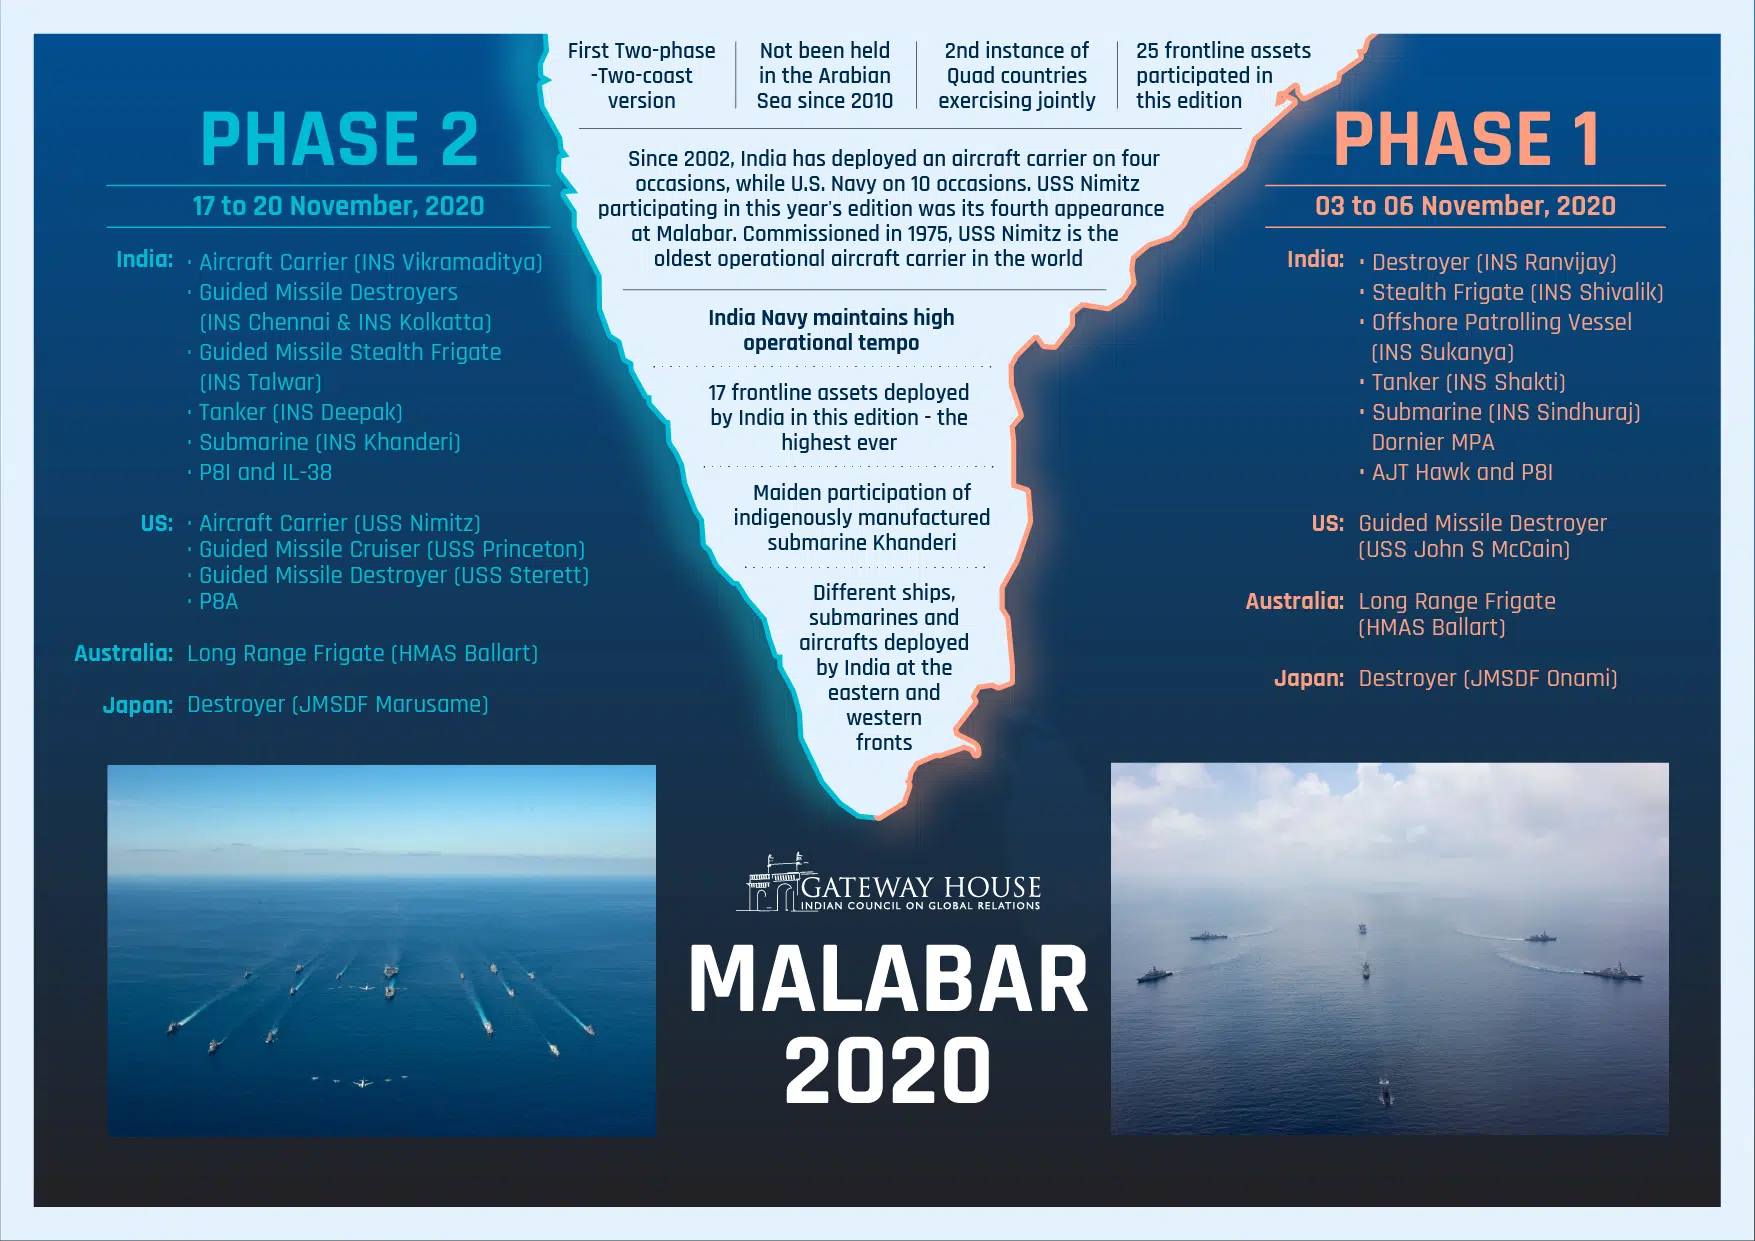 First Two-phase
-Two-coast
version
Not been held
in the Arabian
Sea since 2010
2nd instance of
Quad countries
exercising jointly
25 frontline assets
participated in
this edition
Since 2002, India has deployed an aircraft carrier on four
occasions, while U.S. Navy on 10 occasions. USS Nimitz
participating in this year's edition was its fourth appearance
at Malabar. Commissioned in 1975, USS Nimitz is the
oldest operational aircraft carrier in the world
India Navy maintains high
operational tempo
17 frontline assets deployed
by India in this edition - the
highest ever
Maiden participation of
indigenously manufactured
submarine Khanderi
Different ships,
submarines and
aircrafts deployed
by India at the
eastern and
western
fronts
PHASE 2
17 to 20 November, 2020
India: · Aircraft Carrier (INS Vikramaditya)
· Guided Missile Destroyers
(INS Chennai & INS Kolkatta)
· Guided Missile Stealth Frigate
(INS Talwar)
· Tanker (INS Deepak)
· Submarine (INS Khanderi)
· P8I and IL-38
US: · Aircraft Carrier (USS Nimitz)
· Guided Missile Cruiser (USS Princeton)
· Guided Missile Destroyer (USS Sterett)
· P8A
Australia: Long Range Frigate (HMAS Ballart)
Japan: Destroyer (JMSDF Marusame)
PHASE 1
03 to 06 November, 2020
India: · Destroyer (INS Ranvijay)
· Stealth Frigate (INS Shivalik)
· Offshore Patrolling Vessel
(INS Sukanya)
· Tanker (INS Shakti)
· Submarine (INS Sindhuraj)
Dornier MPA
· AJT Hawk and P8I
US: Guided Missile Destroyer
(USS John S McCain)
Australia: Long Range Frigate
(HMAS Ballart)
Japan: Destroyer (JMSDF Onami)
GATEWAY HOUSE
INDIAN COUNCIL ON GLOBAL RELATIONS
MALABAR
2020